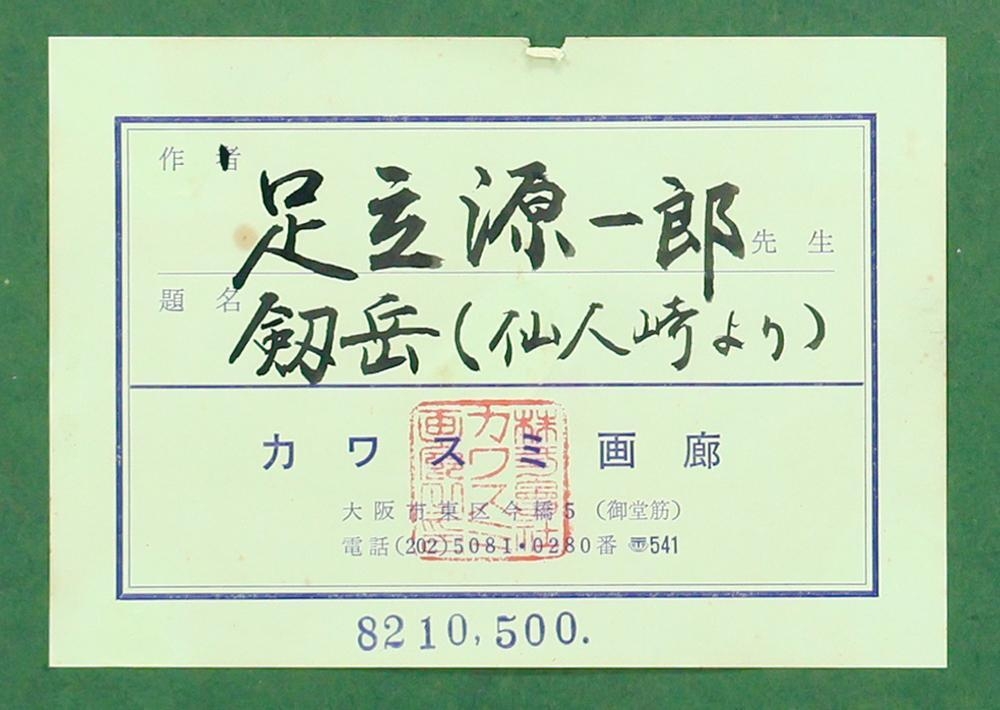 作者 足立源一郎 先生
題名 劔岳(仙人崎より)
カワスミ画廊
大阪市東区今橋5 (御堂筋)
電話(202)5081・0280番 〠541
8210,500.